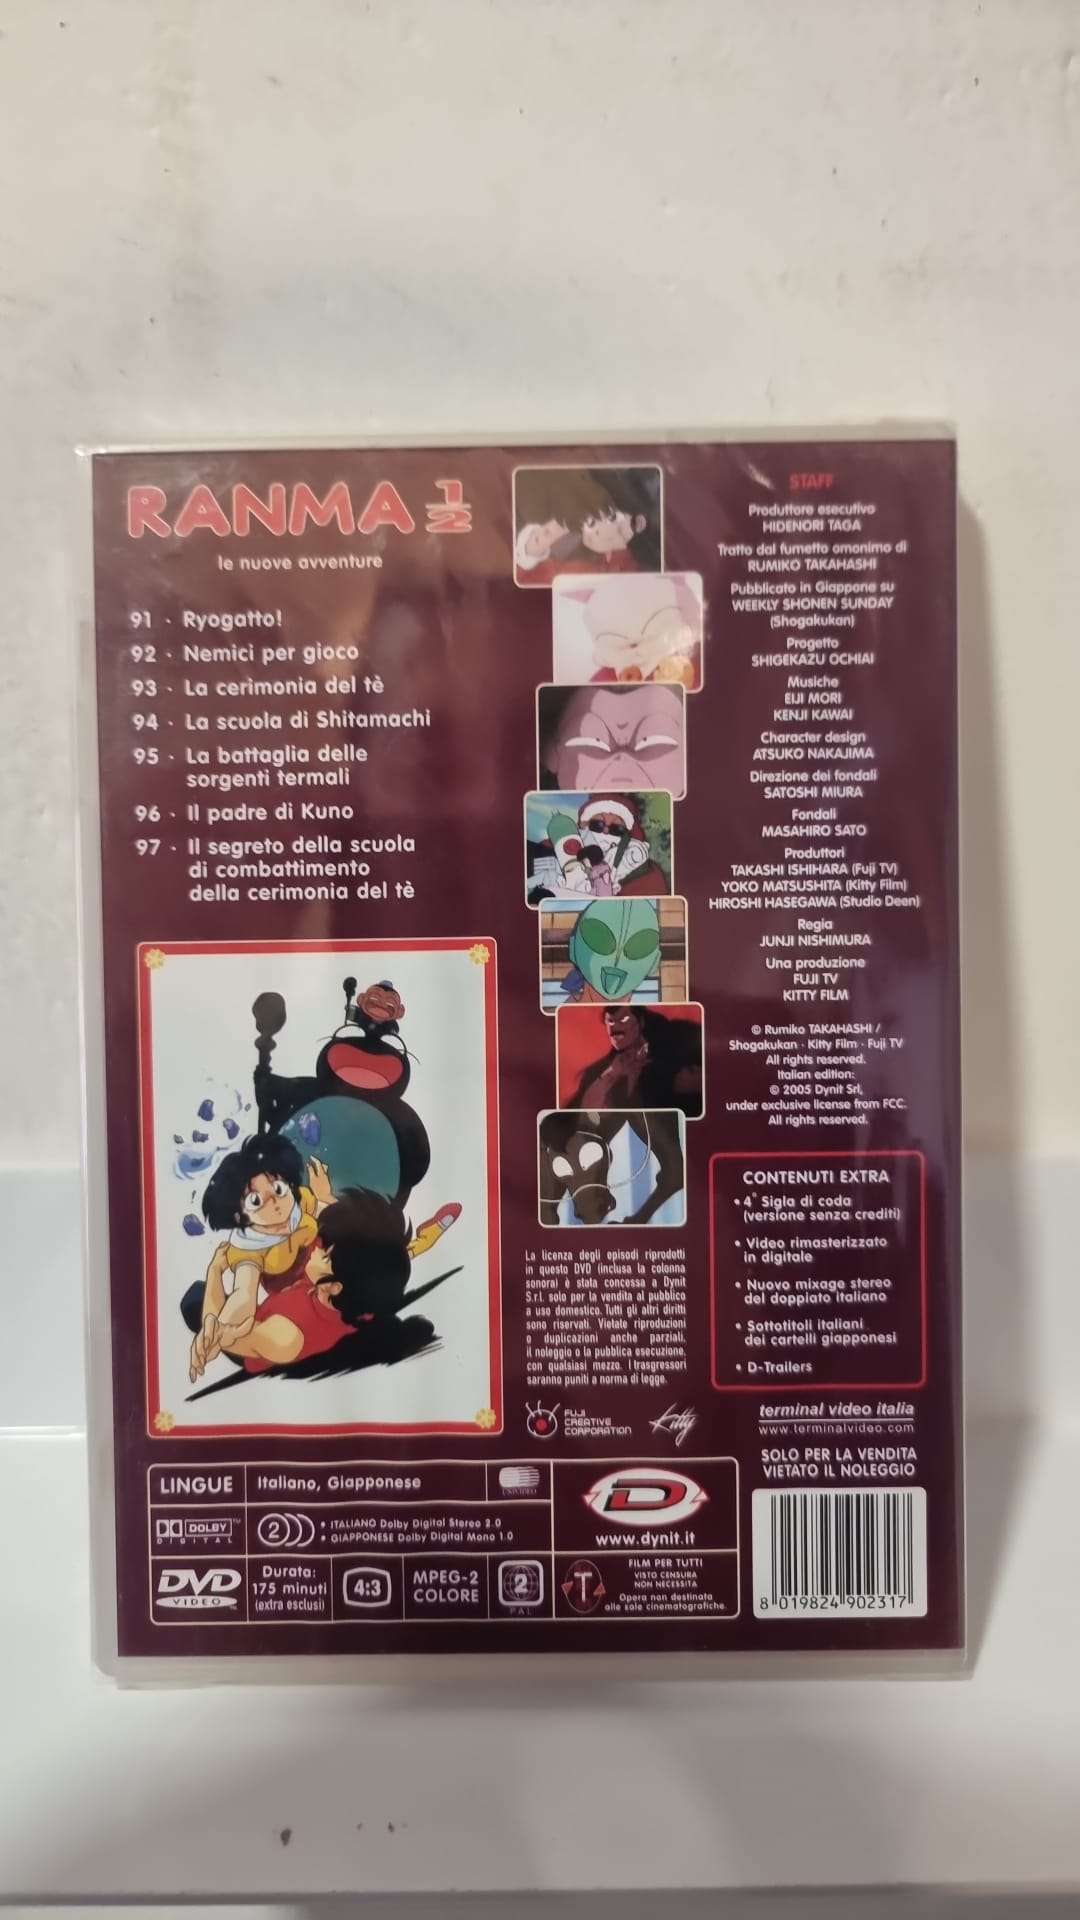 RANMA ½
le nuove avventure
91 · Ryogatto!
92 · Nemici per gioco
93 · La cerimonia del tè
94 · La scuola di Shitamachi
95 · La battaglia delle
sorgenti termali
96 · Il padre di Kuno
97 · Il segreto della scuola
di combattimento
della cerimonia del tè
STAFF
Produttore esecutivo
HIDENORI TAGA
Tratto dal fumetto omonimo di
RUMIKO TAKAHASHI
Pubblicato in Giappone su
WEEKLY SHONEN SUNDAY
(Shogakukan)
Progetto
SHIGEKAZU OCHIAI
Musiche
EIJI MORI
KENJI KAWAI
Character design
ATSUKO NAKAJIMA
Direzione dei fondali
SATOSHI MIURA
Fondali
MASAHIRO SATO
Produttori
TAKASHI ISHIHARA (Fuji TV)
YOKO MATSUSHITA (Kitty Film)
HIROSHI HASEGAWA (Studio Deen)
Regia
JUNJI NISHIMURA
Una produzione
FUJI TV
KITTY FILM
© Rumiko TAKAHASHI /
Shogakukan · Kitty Film · Fuji TV
All rights reserved.
Italian edition:
© 2005 Dynit Srl,
under exclusive license from FCC.
All rights reserved.
CONTENUTI EXTRA
• 4° Sigla di coda
(versione senza crediti)
• Video rimasterizzato
in digitale
• Nuovo mixage stereo
del doppiato italiano
• Sottotitoli italiani
dei cartelli giapponesi
• D-Trailers
La licenza degli episodi riprodotti
in questo DVD (inclusa la colonna
sonora) è stata concessa a Dynit
S.r.l. solo per la vendita al pubblico
a uso domestico. Tutti gli altri diritti
sono riservati. Vietate riproduzioni
o duplicazioni anche parziali,
il noleggio o la pubblica esecuzione,
con qualsiasi mezzo. I trasgressori
saranno puniti a norma di legge.
FUJI
CREATIVE
CORPORATION
Kitty
terminal video italia
www.terminalvideo.com
SOLO PER LA VENDITA
VIETATO IL NOLEGGIO
LINGUE
Italiano, Giapponese
UNIVIDEO
DOLBY
DIGITAL
2
• ITALIANO Dolby Digital Stereo 2.0
• GIAPPONESE Dolby Digital Mono 1.0
DVD
VIDEO
Durata:
175 minuti
(extra esclusi)
4:3
MPEG-2
COLORE
2
PAL
D
www.dynit.it
T
FILM PER TUTTI
VISTO CENSURA
NON NECESSITA
Opera non destinata
alle sale cinematografiche.
8 019824 902317